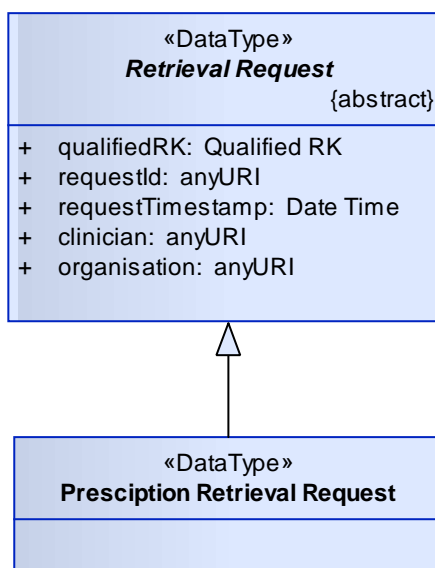 «DataType»
Retrieval Request
{abstract}
+ qualifiedRK: Qualified RK
+ requestId: anyURI
+ requestTimestamp: Date Time
+ clinician: anyURI
+ organisation: anyURI
«DataType»
Presciption Retrieval Request